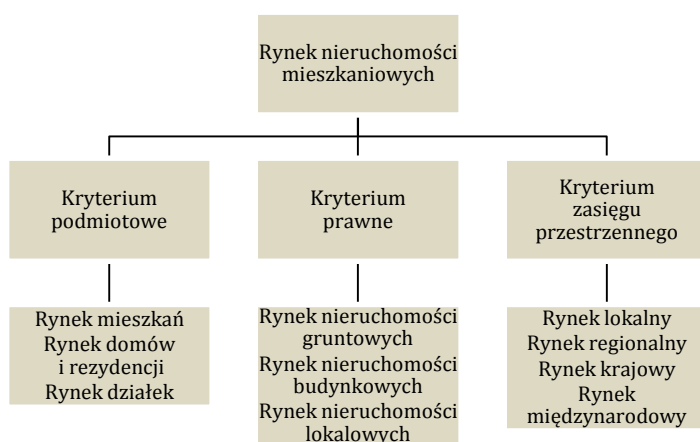 Rynek nieruchomości
mieszkaniowych
Kryterium
podmiotowe
Kryterium
prawne
Kryterium
zasięgu
przestrzennego
Rynek mieszkań
Rynek domów
i rezydencji
Rynek działek
Rynek nieruchomości
gruntowych
Rynek nieruchomości
budynkowych
Rynek nieruchomości
lokalowych
Rynek lokalny
Rynek regionalny
Rynek krajowy
Rynek
międzynarodowy